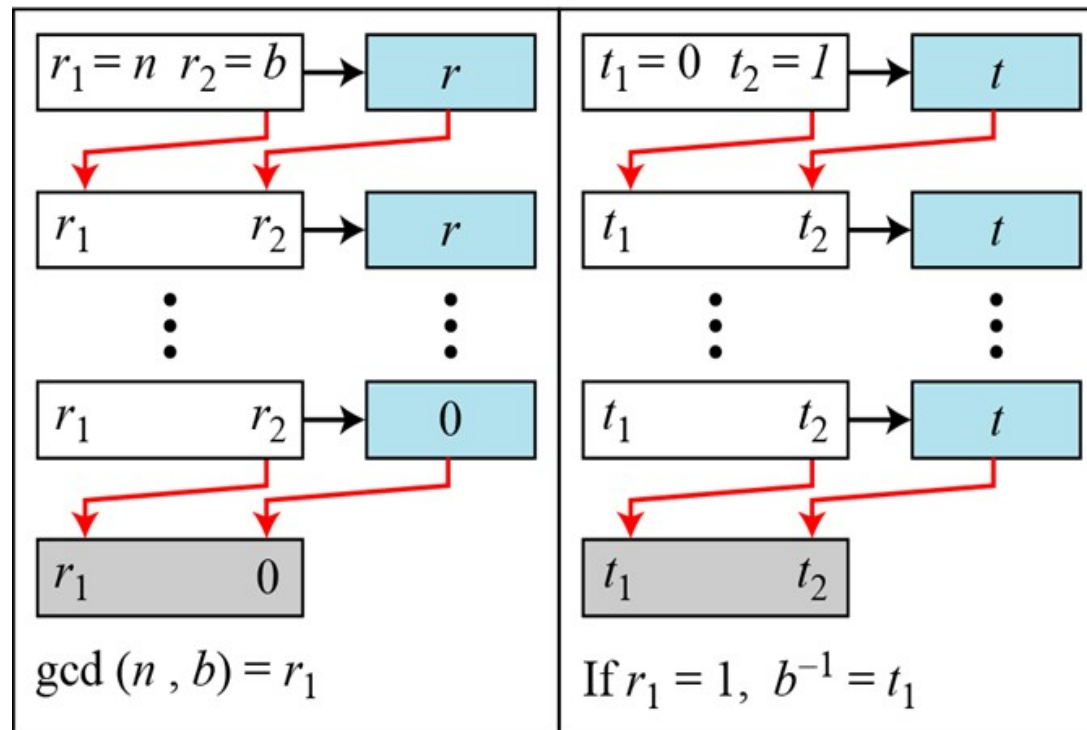 r₁ = n r₂ = b r
r₁ r₂ r
r₁ r₂ 0
r₁ 0
gcd (n , b) = r₁
t₁ = 0 t₂ = 1 t
t₁ t₂ t
t₁ t₂ t
t₁ t₂
If r₁ = 1, b⁻¹ = t₁